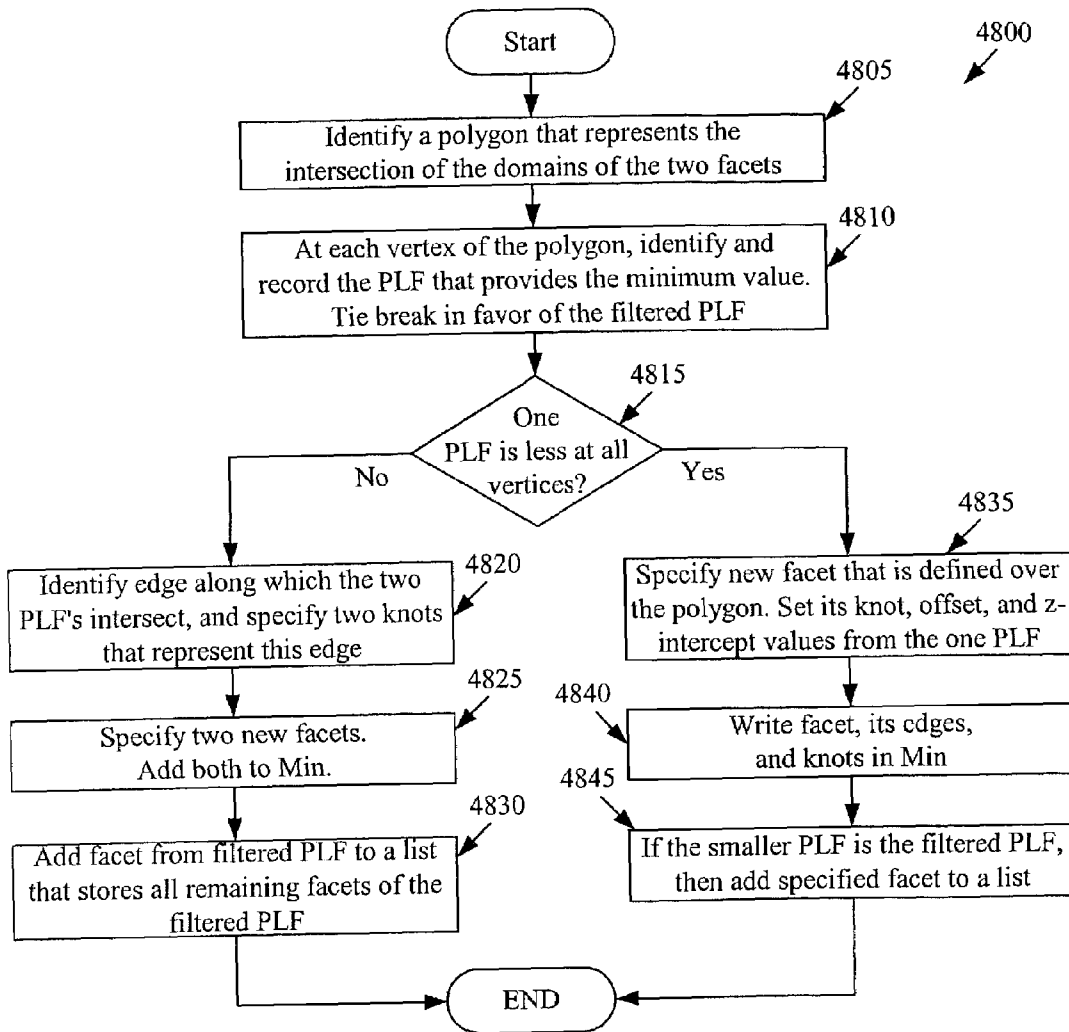 Start
4800
4805
Identify a polygon that represents the
intersection of the domains of the two facets
4810
At each vertex of the polygon, identify and
record the PLF that provides the minimum value.
Tie break in favor of the filtered PLF
4815
One
PLF is less at all
vertices?
No
Yes
4820
Identify edge along which the two
PLF's intersect, and specify two knots
that represent this edge
4825
Specify two new facets.
Add both to Min.
4830
Add facet from filtered PLF to a list
that stores all remaining facets of the
filtered PLF
4835
Specify new facet that is defined over
the polygon. Set its knot, offset, and z-
intercept values from the one PLF
4840
Write facet, its edges,
and knots in Min
4845
If the smaller PLF is the filtered PLF,
then add specified facet to a list
END